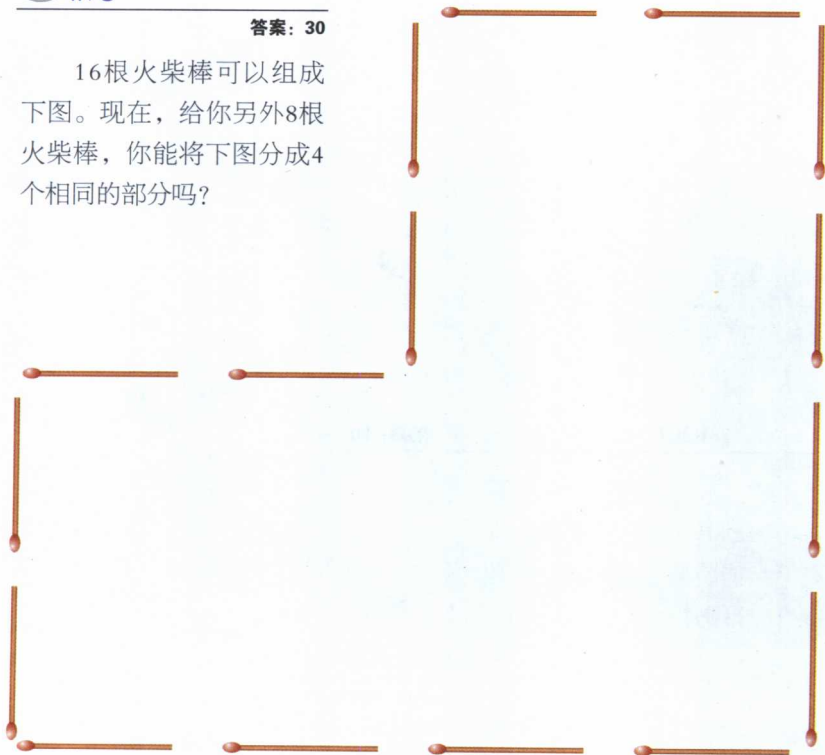 答案：30
16根火柴棒可以组成
下图。现在，给你另外8根
火柴棒，你能将下图分成4
个相同的部分吗？